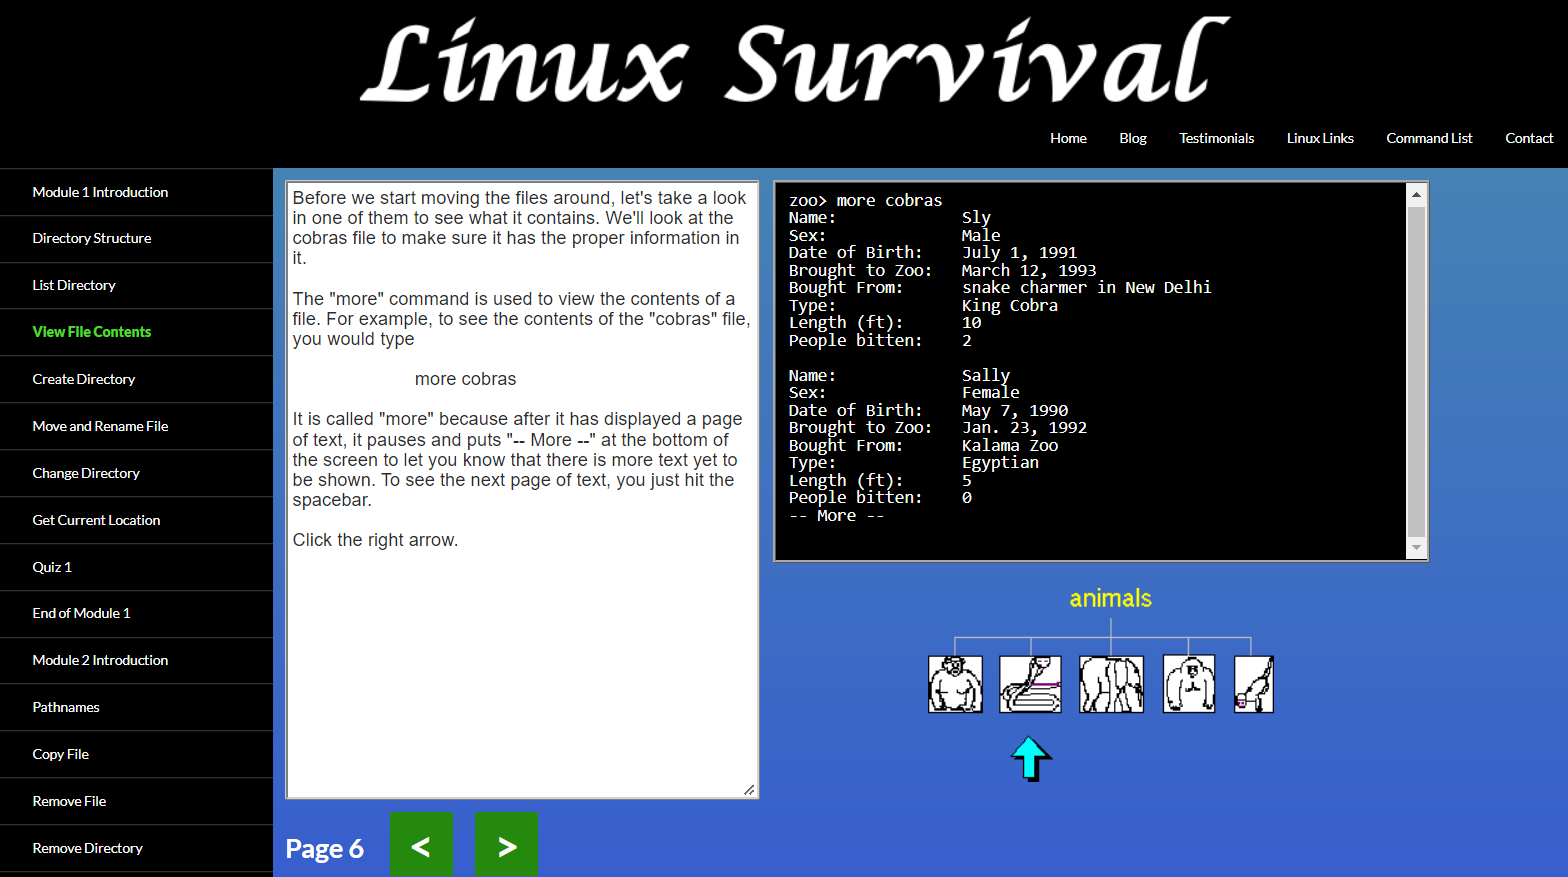 Linux Survival
Home Blog Testimonials Linux Links Command List Contact
Module 1 Introduction
Directory Structure
List Directory
View File Contents
Create Directory
Move and Rename File
Change Directory
Get Current Location
Quiz 1
End of Module 1
Module 2 Introduction
Pathnames
Copy File
Remove File
Remove Directory
Before we start moving the files around, let's take a look
in one of them to see what it contains. We'll look at the
cobras file to make sure it has the proper information in
it.
The "more" command is used to view the contents of a
file. For example, to see the contents of the "cobras" file,
you would type
more cobras
It is called "more" because after it has displayed a page
of text, it pauses and puts "-- More --" at the bottom of
the screen to let you know that there is more text yet to
be shown. To see the next page of text, you just hit the
spacebar.
Click the right arrow.
Page 6 < >
zoo> more cobras
Name: Sly
Sex: Male
Date of Birth: July 1, 1991
Brought to Zoo: March 12, 1993
Bought From: snake charmer in New Delhi
Type: King Cobra
Length (ft): 10
People bitten: 2
Name: Sally
Sex: Female
Date of Birth: May 7, 1990
Brought to Zoo: Jan. 23, 1992
Bought From: Kalama Zoo
Type: Egyptian
Length (ft): 5
People bitten: 0
-- More --
animals